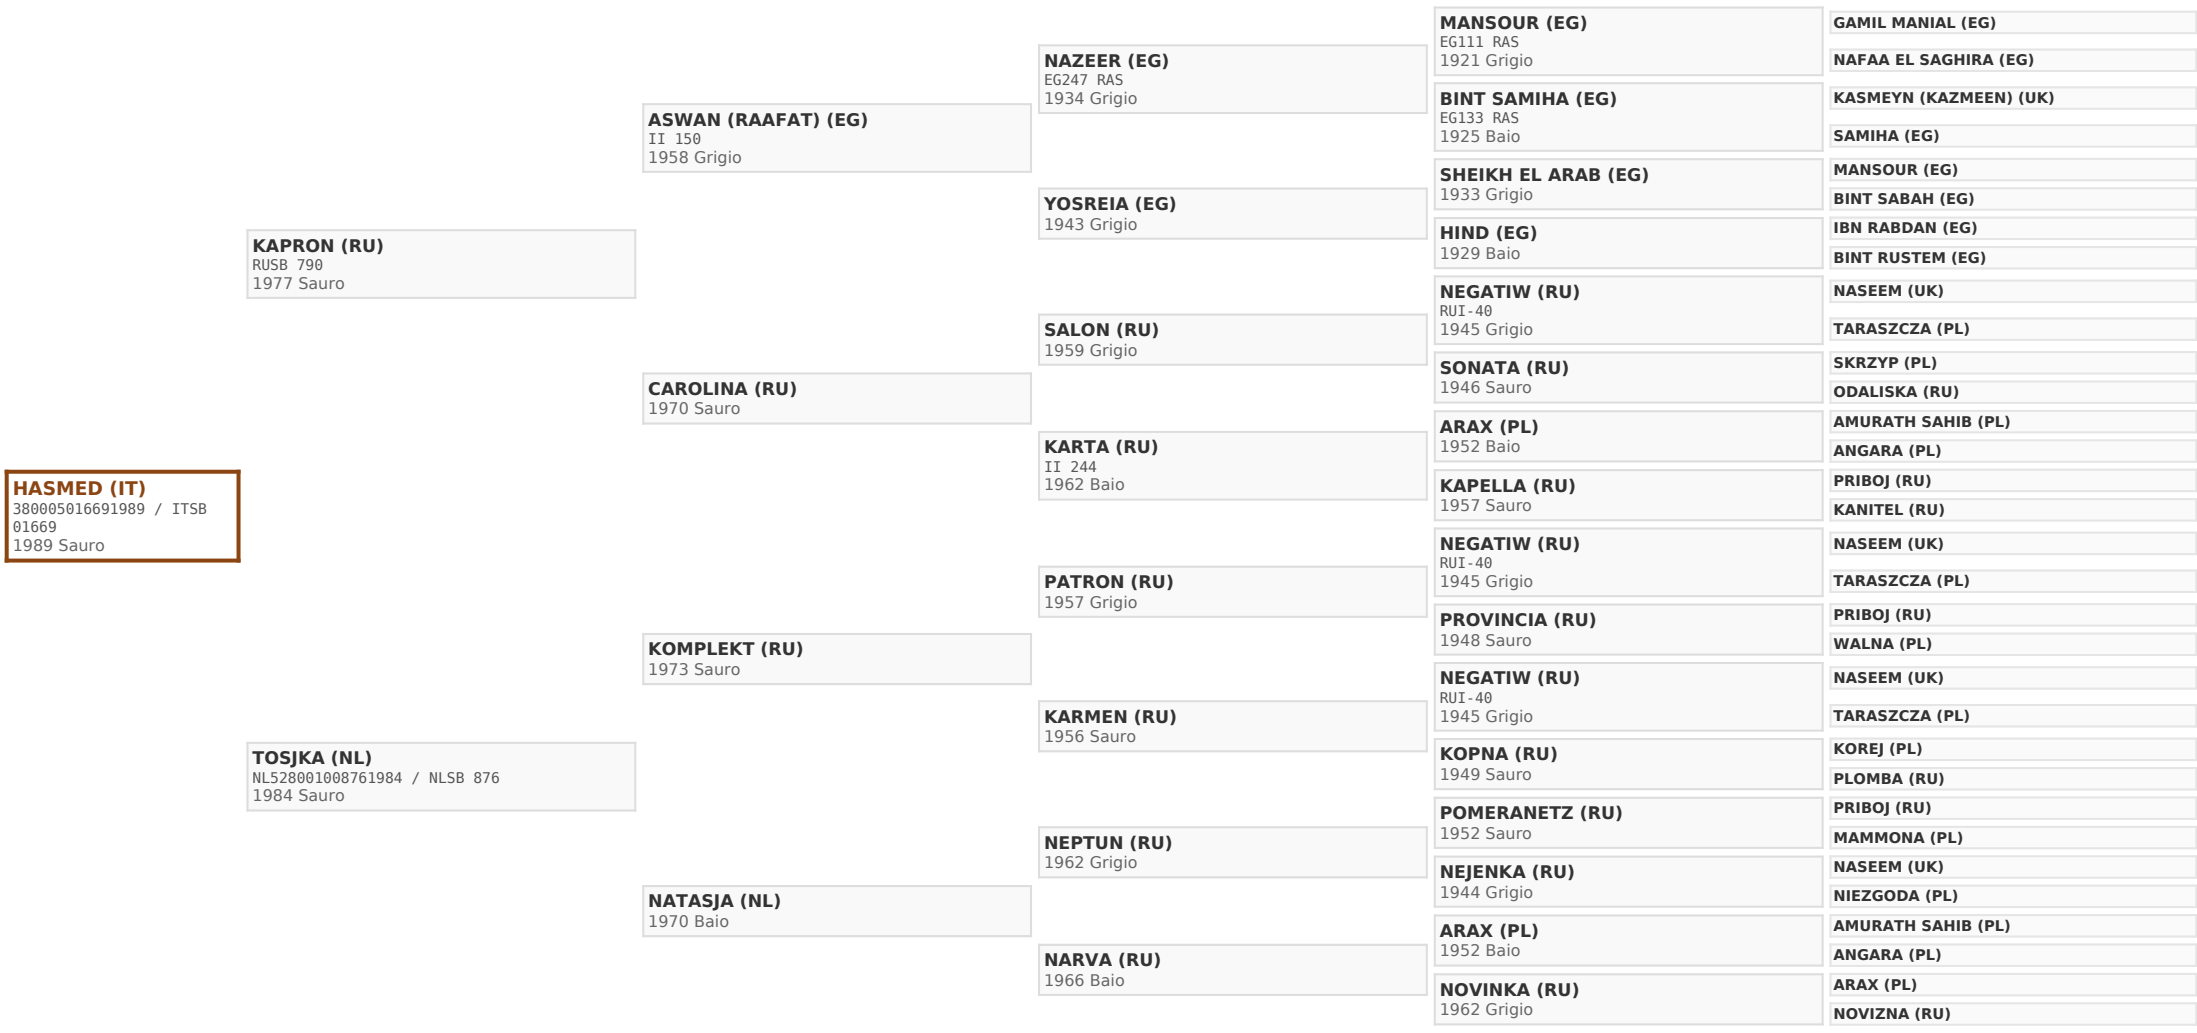 HASMED (IT)
380005016691989 / ITSB
01669
1989 Sauro
KAPRON (RU)
RUSB 790
1977 Sauro
TOSJKA (NL)
NL528001008761984 / NLSB 876
1984 Sauro
ASWAN (RAAFAT) (EG)
II 150
1958 Grigio
CAROLINA (RU)
1970 Sauro
KOMPLEKT (RU)
1973 Sauro
NATASJA (NL)
1970 Baio
NAZEER (EG)
EG247 RAS
1934 Grigio
YOSREIA (EG)
1943 Grigio
SALON (RU)
1959 Grigio
KARTA (RU)
II 244
1962 Baio
PATRON (RU)
1957 Grigio
KARMEN (RU)
1956 Sauro
NEPTUN (RU)
1962 Grigio
NARVA (RU)
1966 Baio
MANSOUR (EG)
EG111 RAS
1921 Grigio
BINT SAMIHA (EG)
EG133 RAS
1925 Baio
SHEIKH EL ARAB (EG)
1933 Grigio
HIND (EG)
1929 Baio
NEGATIW (RU)
RUI-40
1945 Grigio
SONATA (RU)
1946 Sauro
ARAX (PL)
1952 Baio
KAPELLA (RU)
1957 Sauro
NEGATIW (RU)
RUI-40
1945 Grigio
PROVINCIA (RU)
1948 Sauro
NEGATIW (RU)
RUI-40
1945 Grigio
KOPNA (RU)
1949 Sauro
POMERANETZ (RU)
1952 Sauro
NEJENKA (RU)
1944 Grigio
ARAX (PL)
1952 Baio
NOVINKA (RU)
1962 Grigio
GAMIL MANIAL (EG)
NAFAA EL SAGHIRA (EG)
KASMEYN (KAZMEEN) (UK)
SAMIHA (EG)
MANSOUR (EG)
BINT SABAH (EG)
IBN RABDAN (EG)
BINT RUSTEM (EG)
NASEEM (UK)
TARASZCZA (PL)
SKRZYP (PL)
ODALISKA (RU)
AMURATH SAHIB (PL)
ANGARA (PL)
PRIBOJ (RU)
KANITEL (RU)
NASEEM (UK)
TARASZCZA (PL)
PRIBOJ (RU)
WALNA (PL)
NASEEM (UK)
TARASZCZA (PL)
KOREJ (PL)
PLOMBA (RU)
PRIBOJ (RU)
MAMMONA (PL)
NASEEM (UK)
NIEZGODA (PL)
AMURATH SAHIB (PL)
ANGARA (PL)
ARAX (PL)
NOVIZNA (RU)